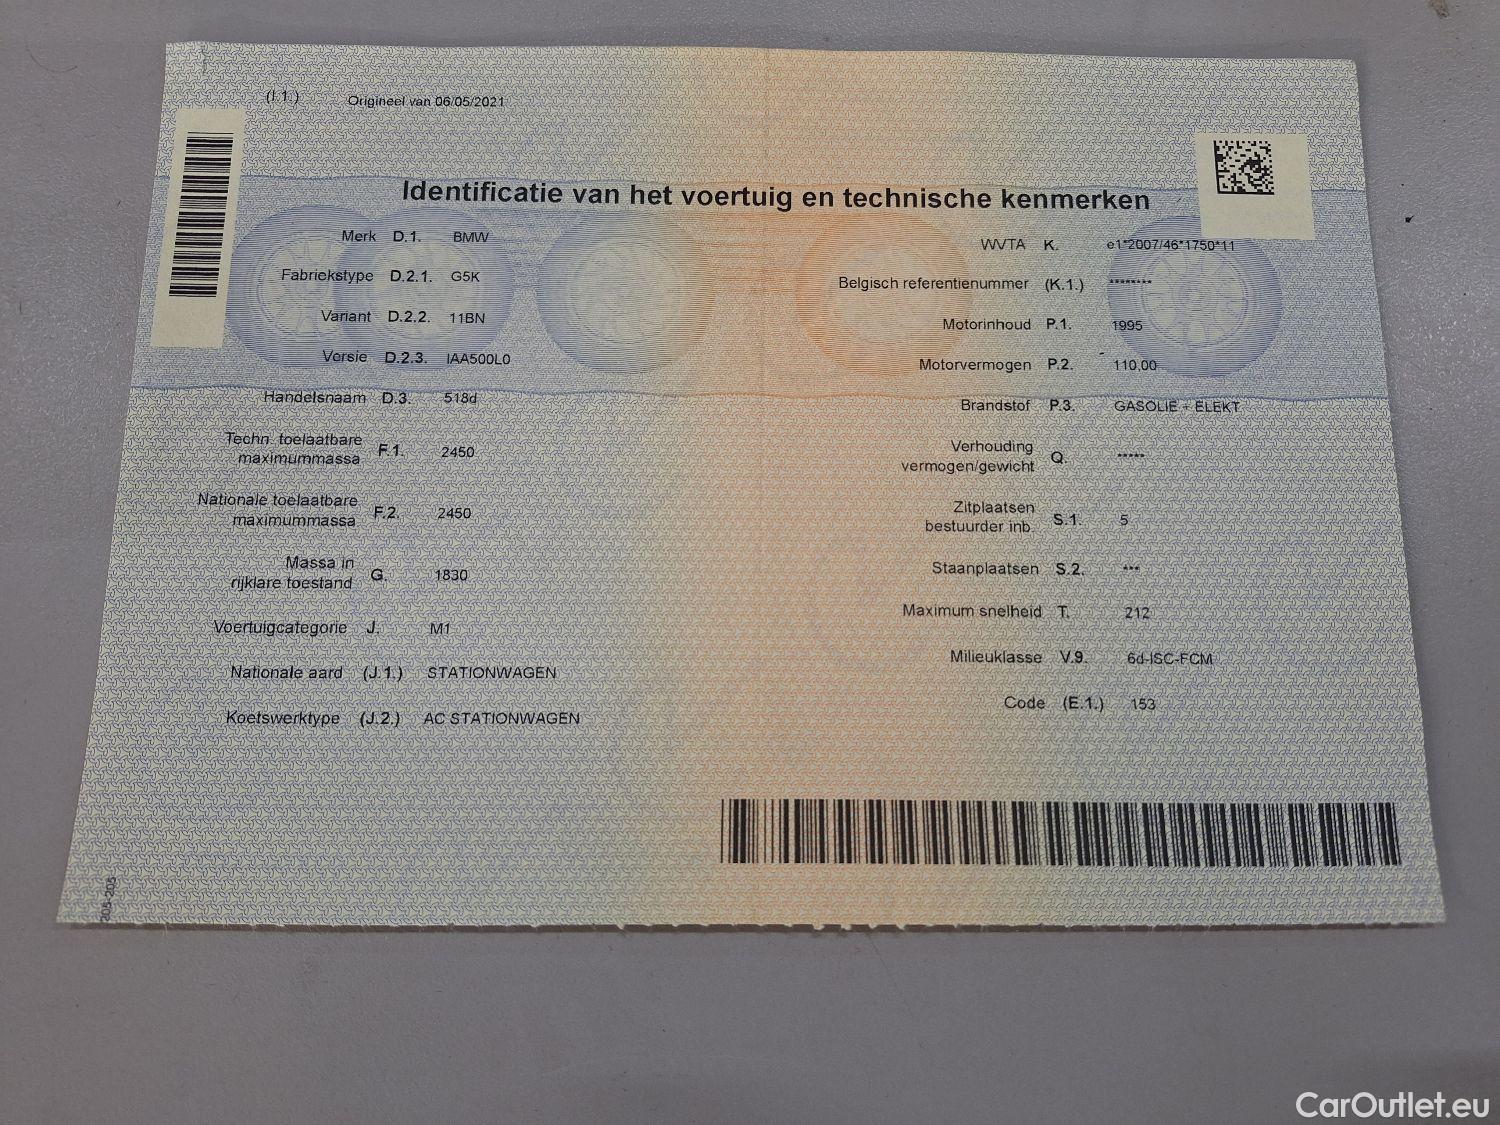 (I.1.) Origineel van 06/05/2021
Identificatie van het voertuig en technische kenmerken
Merk D.1. BMW
Fabriekstype D.2.1. G5K
Variant D.2.2. 11BN
Versie D.2.3. IAA500L0
Handelsnaam D.3. 518d
Techn. toelaatbare
maximummassa F.1. 2450
Nationale toelaatbare
maximummassa F.2. 2450
Massa in
rijklare toestand G. 1830
Voertuigcategorie J. M1
Nationale aard (J.1.) STATIONWAGEN
Koetswerktype (J.2.) AC STATIONWAGEN
WVTA K. e1*2007/46*1750*11
Belgisch referentienummer (K.1.) ********
Motorinhoud P.1. 1995
Motorvermogen P.2. 110.00
Brandstof P.3. GASOLIE + ELEKT
Verhouding
vermogen/gewicht Q. *****
Zitplaatsen
bestuurder inb. S.1. 5
Staanplaatsen S.2. ***
Maximum snelheid T. 212
Milieuklasse V.9. 6d-ISC-FCM
Code (E.1.) 153
205-205
CarOutlet.eu